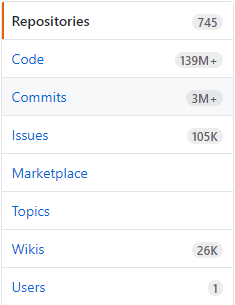 Repositories 745
Code 139M+
Commits 3M+
Issues 105K
Marketplace
Topics
Wikis 26K
Users 1